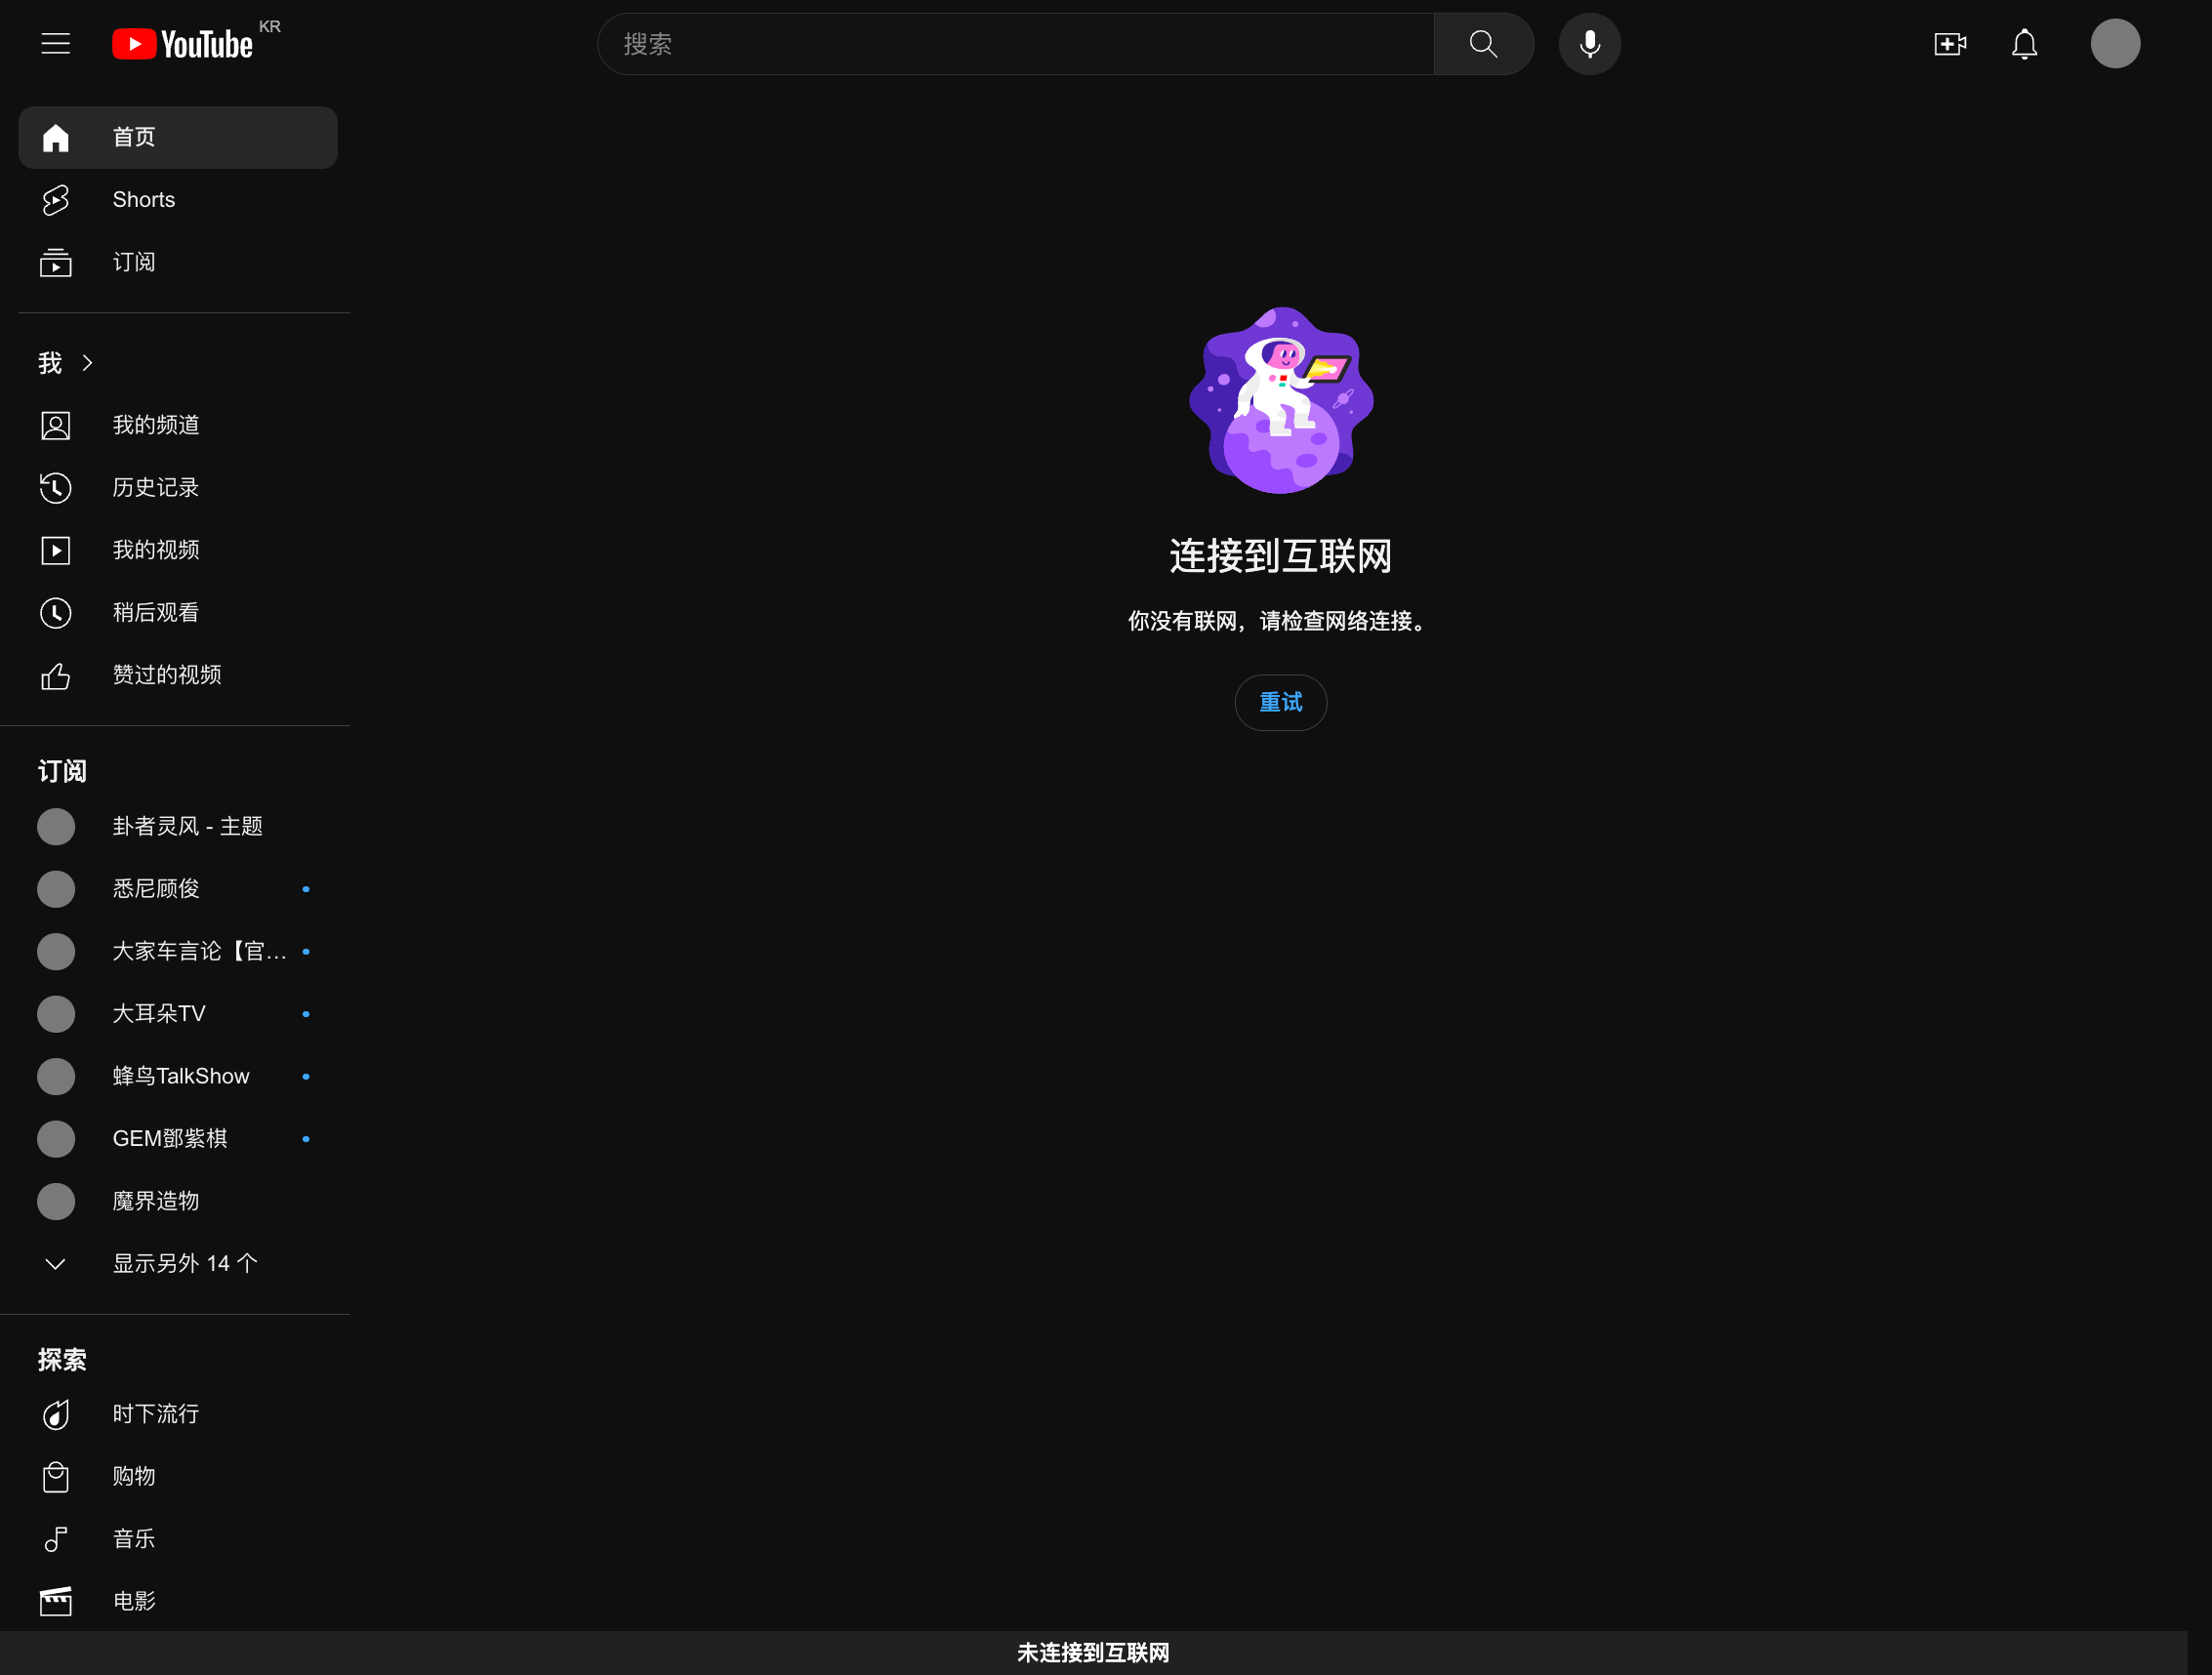 YouTube KR
搜索
首页
Shorts
订阅
我
我的频道
历史记录
我的视频
稍后观看
赞过的视频
订阅
卦者灵风 - 主题
悉尼顾俊
大家车言论【官...
大耳朵TV
蜂鸟TalkShow
GEM鄧紫棋
魔界造物
显示另外 14 个
探索
时下流行
购物
音乐
电影
连接到互联网
你没有联网，请检查网络连接。
重试
未连接到互联网